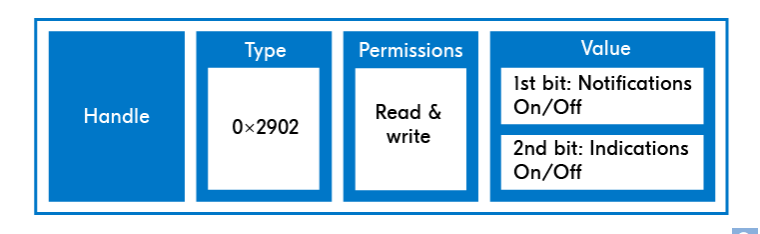 Type
Permissions
Value
Handle
0×2902
Read &
write
1st bit: Notifications
On/Off
2nd bit: Indications
On/Off